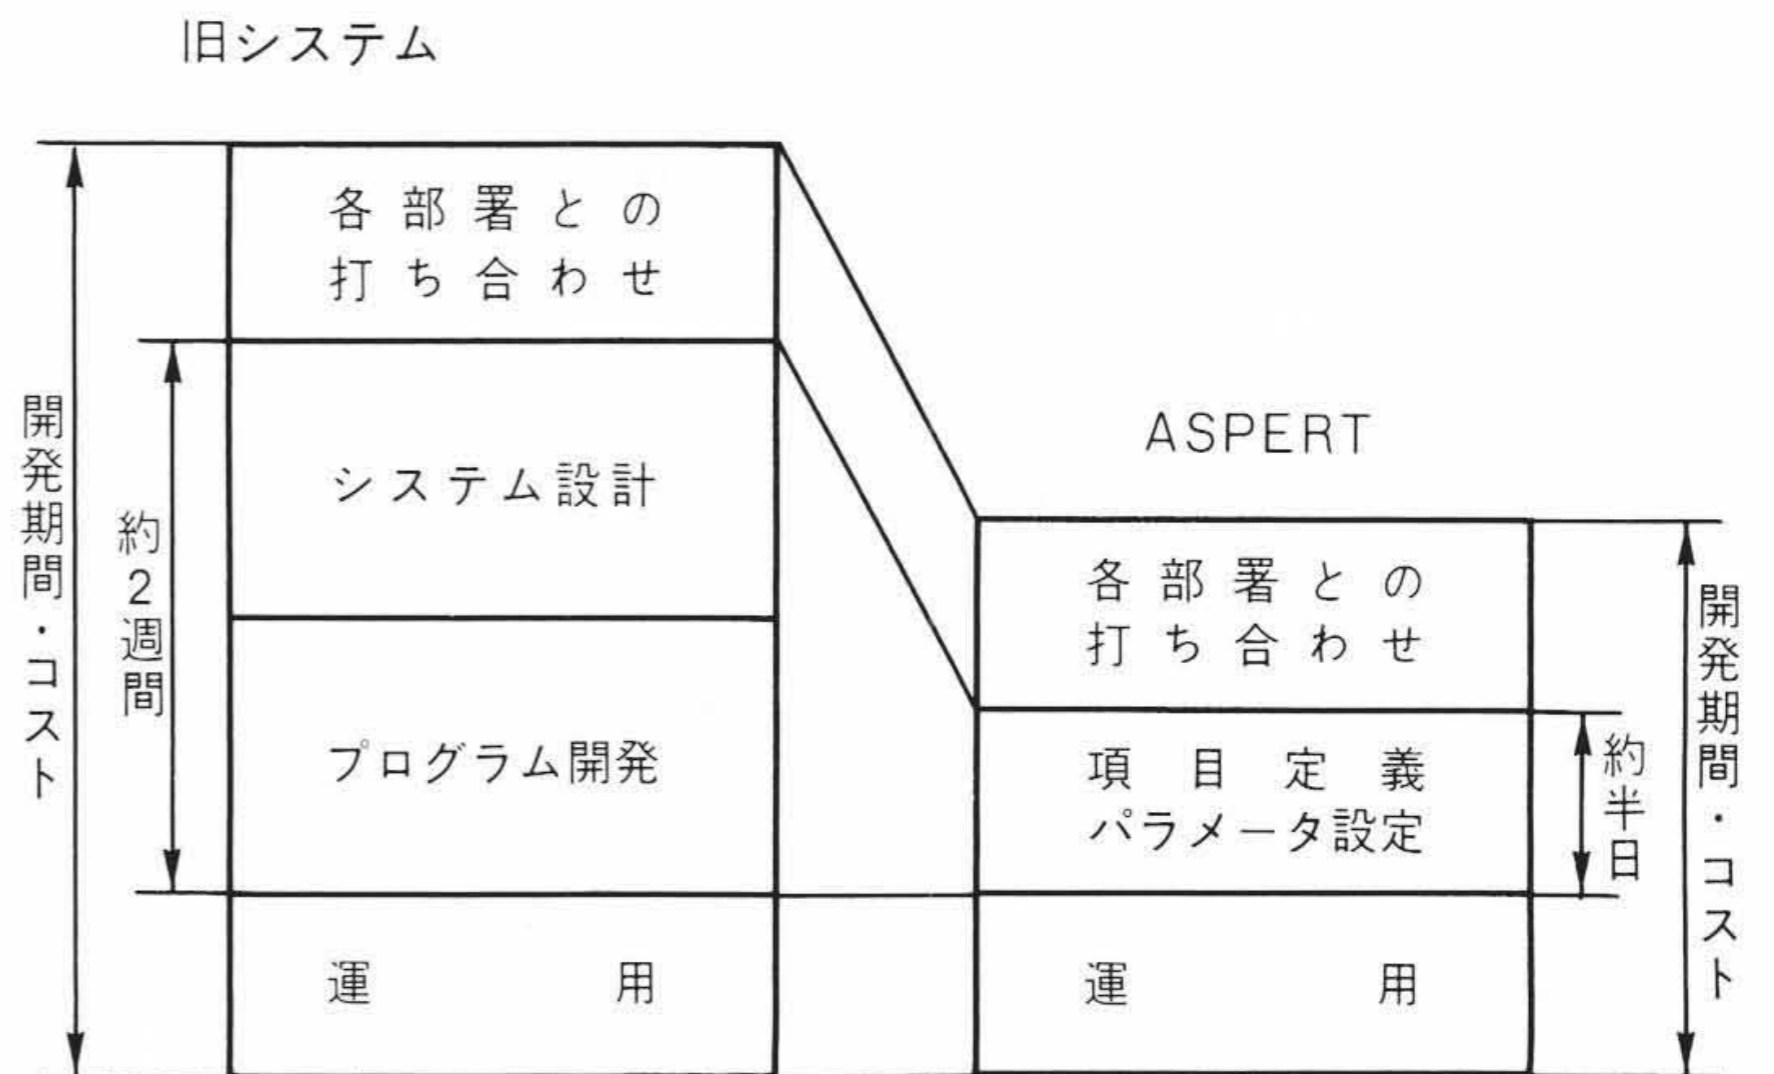 旧システム
各部署との
打ち合わせ
システム設計
プログラム開発
運用
開発期間・コスト
約2週間
ASPERT
各部署との
打ち合わせ
項目定義
パラメータ設定
運用
約半日
開発期間・コスト